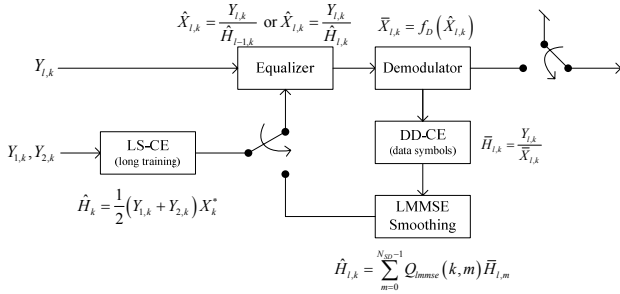 X̂_{l,k} = Y_{l,k} / Ĥ_{l-1,k} or X̂_{l,k} = Y_{l,k} / Ĥ_{l,k}
X̅_{l,k} = f_D(X̂_{l,k})
Y_{l,k}
Equalizer
Demodulator
Y_{1,k}, Y_{2,k}
LS-CE
(long training)
DD-CE
(data symbols)
H̅_{l,k} = Y_{l,k} / X̅_{l,k}
Ĥ_k = 1/2 (Y_{1,k} + Y_{2,k}) X_k^*
LMMSE
Smoothing
Ĥ_{l,k} = ∑_{m=0}^{N_{SD}-1} Q_{lmmse}(k,m) H̅_{l,m}